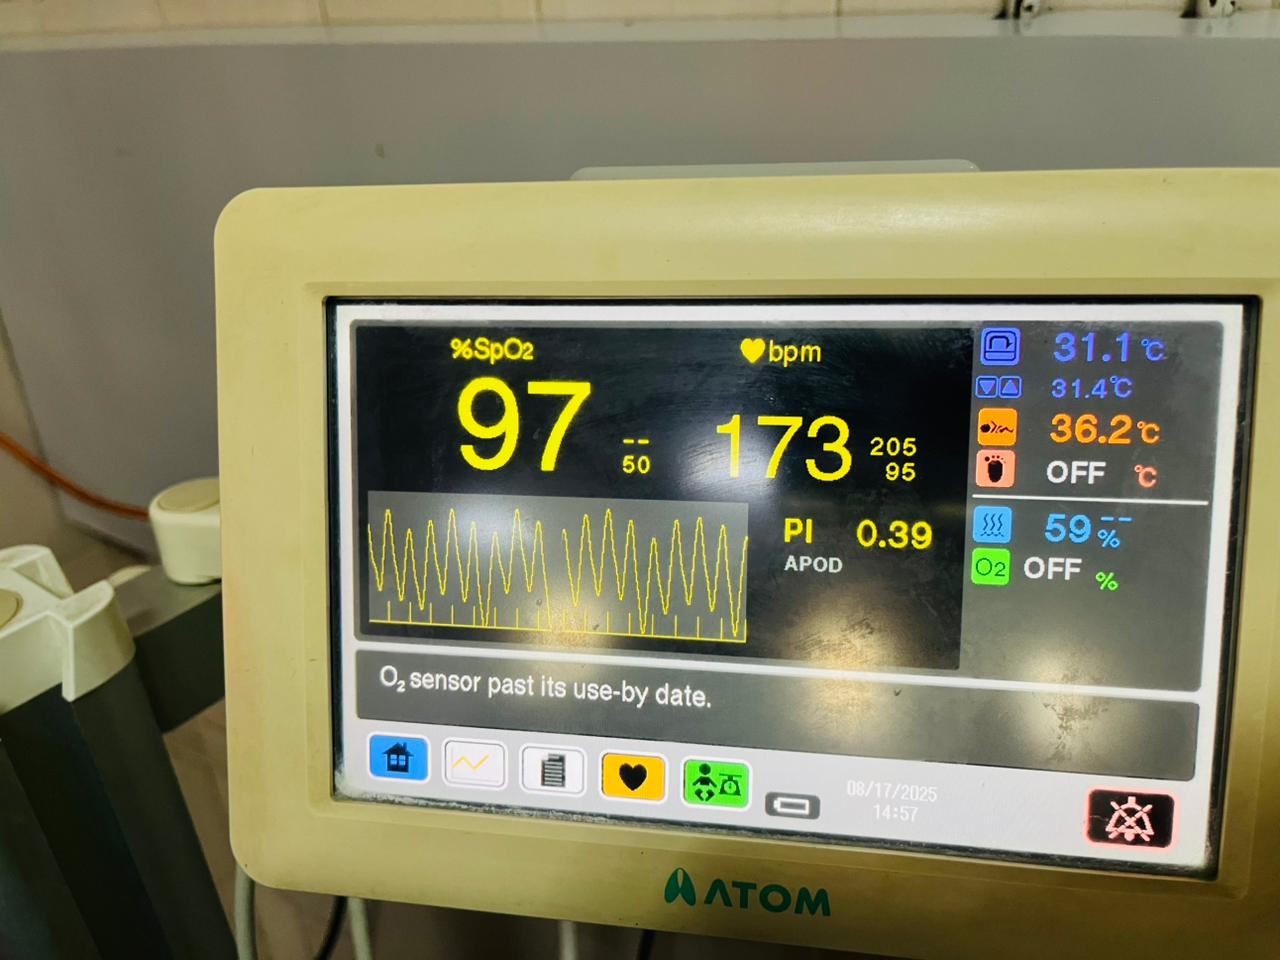 %SpO₂
97
--
50
bpm
173
205
95
PI 0.39
APOD
31.1 °C
31.4°C
36.2°C
OFF °C
59 -- %
O2 OFF %
O₂ sensor past its use-by date.
08/17/2025
14:57
ATOM